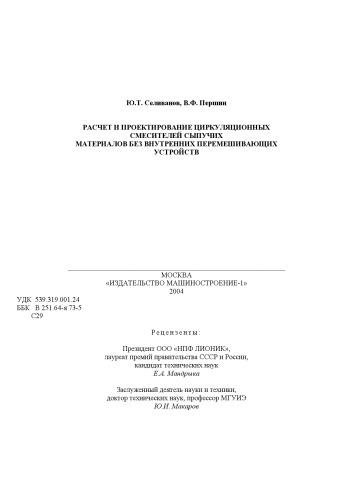 Ю.Т. Селиванов, В.Ф. Першин
РАСЧЕТ И ПРОЕКТИРОВАНИЕ ЦИРКУЛЯЦИОННЫХ
СМЕСИТЕЛЕЙ СЫПУЧИХ
МАТЕРИАЛОВ БЕЗ ВНУТРЕННИХ ПЕРЕМЕШИВАЮЩИХ
УСТРОЙСТВ
МОСКВА
«ИЗДАТЕЛЬСТВО МАШИНОСТРОЕНИЕ-1»
2004
УДК 539.319.001.24
ББК В 251.64-я 73-5
С29
Рецензенты:
Президент ООО «НПФ ЛИОНИК»,
лауреат премий правительства СССР и России,
кандидат технических наук
Е.А. Мандрыка
Заслуженный деятель науки и техники,
доктор технических наук, профессор МГУИЭ
Ю.И. Макаров